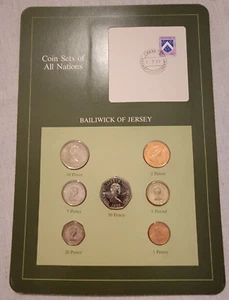 Coin Sets of
All Nations
BAILIWICK OF JERSEY
10 Pence
2 Pence
5 Pence
50 Pence
1 Pound
20 Pence
1 Penny